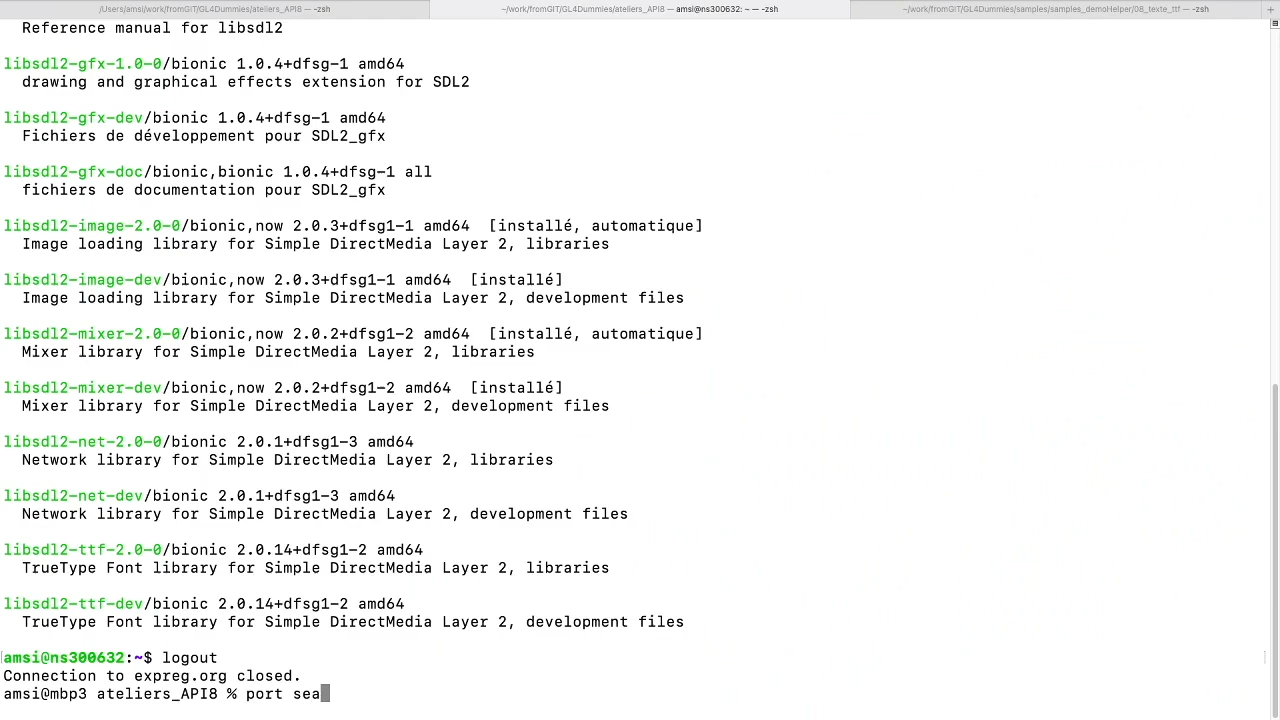 /Users/amsi/work/fromGIT/GL4Dummies/ateliers_API8 — -zsh
~/work/fromGIT/GL4Dummies/ateliers_API8 — amsi@ns300632: ~ — -zsh
~/work/fromGIT/GL4Dummies/samples/samples_demoHelper/08_texte_ttf — -zsh
+
Reference manual for libsdl2
libsdl2-gfx-1.0-0/bionic 1.0.4+dfsg-1 amd64
drawing and graphical effects extension for SDL2
libsdl2-gfx-dev/bionic 1.0.4+dfsg-1 amd64
Fichiers de développement pour SDL2_gfx
libsdl2-gfx-doc/bionic,bionic 1.0.4+dfsg-1 all
fichiers de documentation pour SDL2_gfx
libsdl2-image-2.0-0/bionic,now 2.0.3+dfsg1-1 amd64  [installé, automatique]
Image loading library for Simple DirectMedia Layer 2, libraries
libsdl2-image-dev/bionic,now 2.0.3+dfsg1-1 amd64  [installé]
Image loading library for Simple DirectMedia Layer 2, development files
libsdl2-mixer-2.0-0/bionic,now 2.0.2+dfsg1-2 amd64  [installé, automatique]
Mixer library for Simple DirectMedia Layer 2, libraries
libsdl2-mixer-dev/bionic,now 2.0.2+dfsg1-2 amd64  [installé]
Mixer library for Simple DirectMedia Layer 2, development files
libsdl2-net-2.0-0/bionic 2.0.1+dfsg1-3 amd64
Network library for Simple DirectMedia Layer 2, libraries
libsdl2-net-dev/bionic 2.0.1+dfsg1-3 amd64
Network library for Simple DirectMedia Layer 2, development files
libsdl2-ttf-2.0-0/bionic 2.0.14+dfsg1-2 amd64
TrueType Font library for Simple DirectMedia Layer 2, libraries
libsdl2-ttf-dev/bionic 2.0.14+dfsg1-2 amd64
TrueType Font library for Simple DirectMedia Layer 2, development files
amsi@ns300632:~$ logout
Connection to expreg.org closed.
amsi@mbp3 ateliers_API8 % port sea